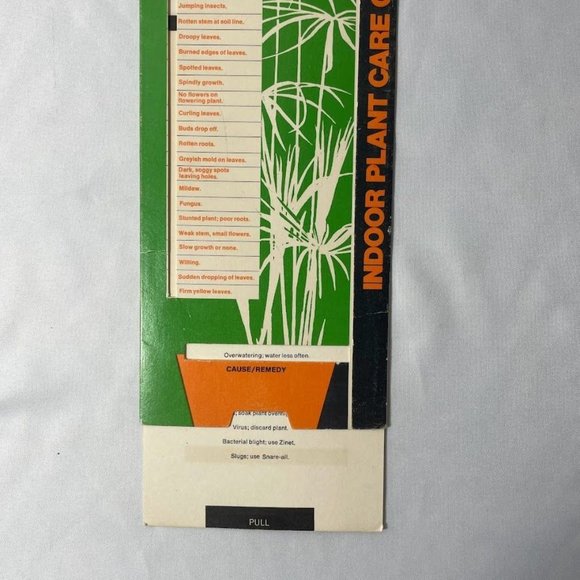 Jumping insects.
Rotten stem at soil line.
Droopy leaves.
Burned edges of leaves.
Spotted leaves.
Spindly growth.
No flowers on
flowering plant.
Curling leaves.
Buds drop off.
Rotten roots.
Greyish mold on leaves.
Dark, soggy spots
leaving holes.
Mildew.
Fungus.
Stunted plant; poor roots.
Weak stem, small flowers.
Slow growth or none.
Wilting.
Sudden dropping of leaves.
Firm yellow leaves.
INDOOR PLANT CARE
Overwatering; water less often.
CAUSE/REMEDY
soak plant
Virus; discard plant.
Bacterial blight; use Zinet.
Slugs; use Snare-all.
PULL